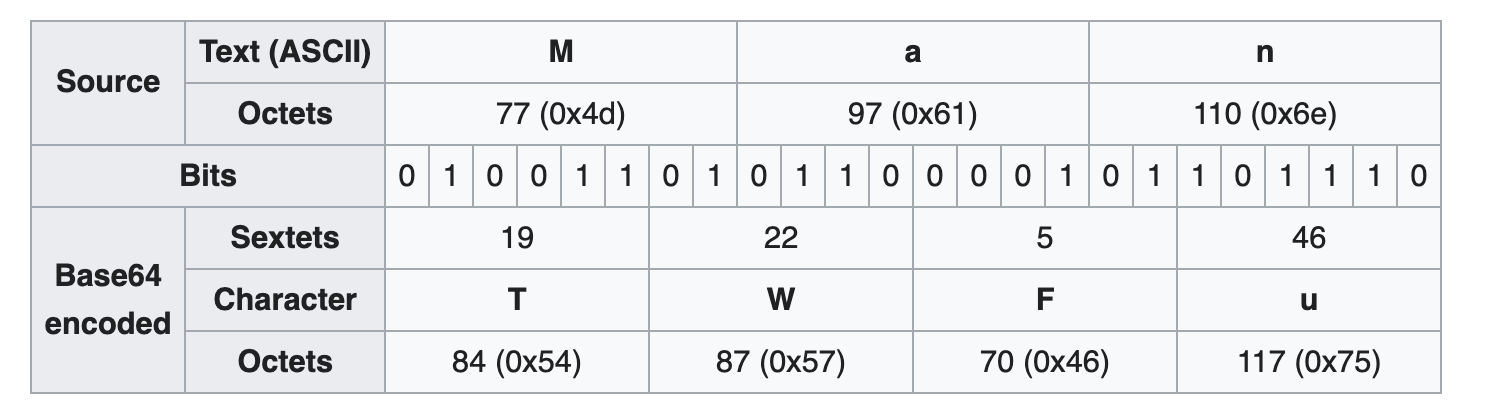 Source Text (ASCII) M a n
Octets 77 (0x4d) 97 (0x61) 110 (0x6e)
Bits 0 1 0 0 1 1 0 1 0 1 1 0 0 0 0 1 0 1 1 0 1 1 1 0
Base64 encoded Sextets 19 22 5 46
Character T W F u
Octets 84 (0x54) 87 (0x57) 70 (0x46) 117 (0x75)